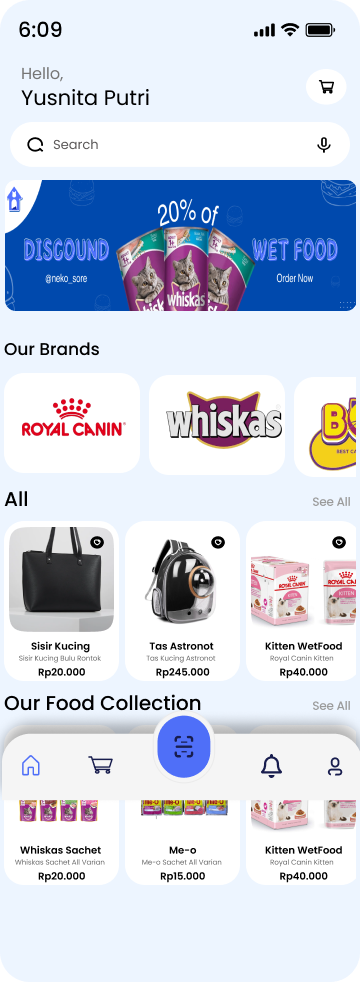 6:09
Hello,
Yusnita Putri
Search
20% of
DISCOUND
WET FOOD
@neko_sore
Order Now
whiskas
Our Brands
ROYAL CANIN
whiskas
All
See All
Sisir Kucing
Tas Astronot
Kitten WetFood
Sisir Kucing Bulu Rontok
Tas Kucing Astronot
Royal Canin Kitten
Rp20.000
Rp245.000
Rp40.000
Our Food Collection
See All
Whiskas Sachet
Me-o
Kitten WetFood
Whiskas Sachet All Varian
Me-o Sachet All Varian
Royal Canin Kitten
Rp20.000
Rp15.000
Rp40.000